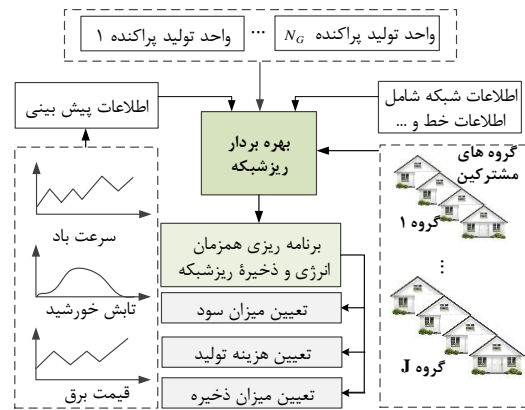 واحد تولید پراکنده ۱
...
واحد تولید پراکنده N_G
اطلاعات پیش بینی
بهره بردار
ریزشبکه
اطلاعات شبکه شامل
اطلاعات خط و ...
گروه های
مشترکین
گروه ۱
...
گروه J
سرعت باد
تابش خورشید
قیمت برق
برنامه ریزی همزمان
انرژی و ذخیرۀ ریزشبکه
تعیین میزان سود
تعیین هزینه تولید
تعیین میزان ذخیره